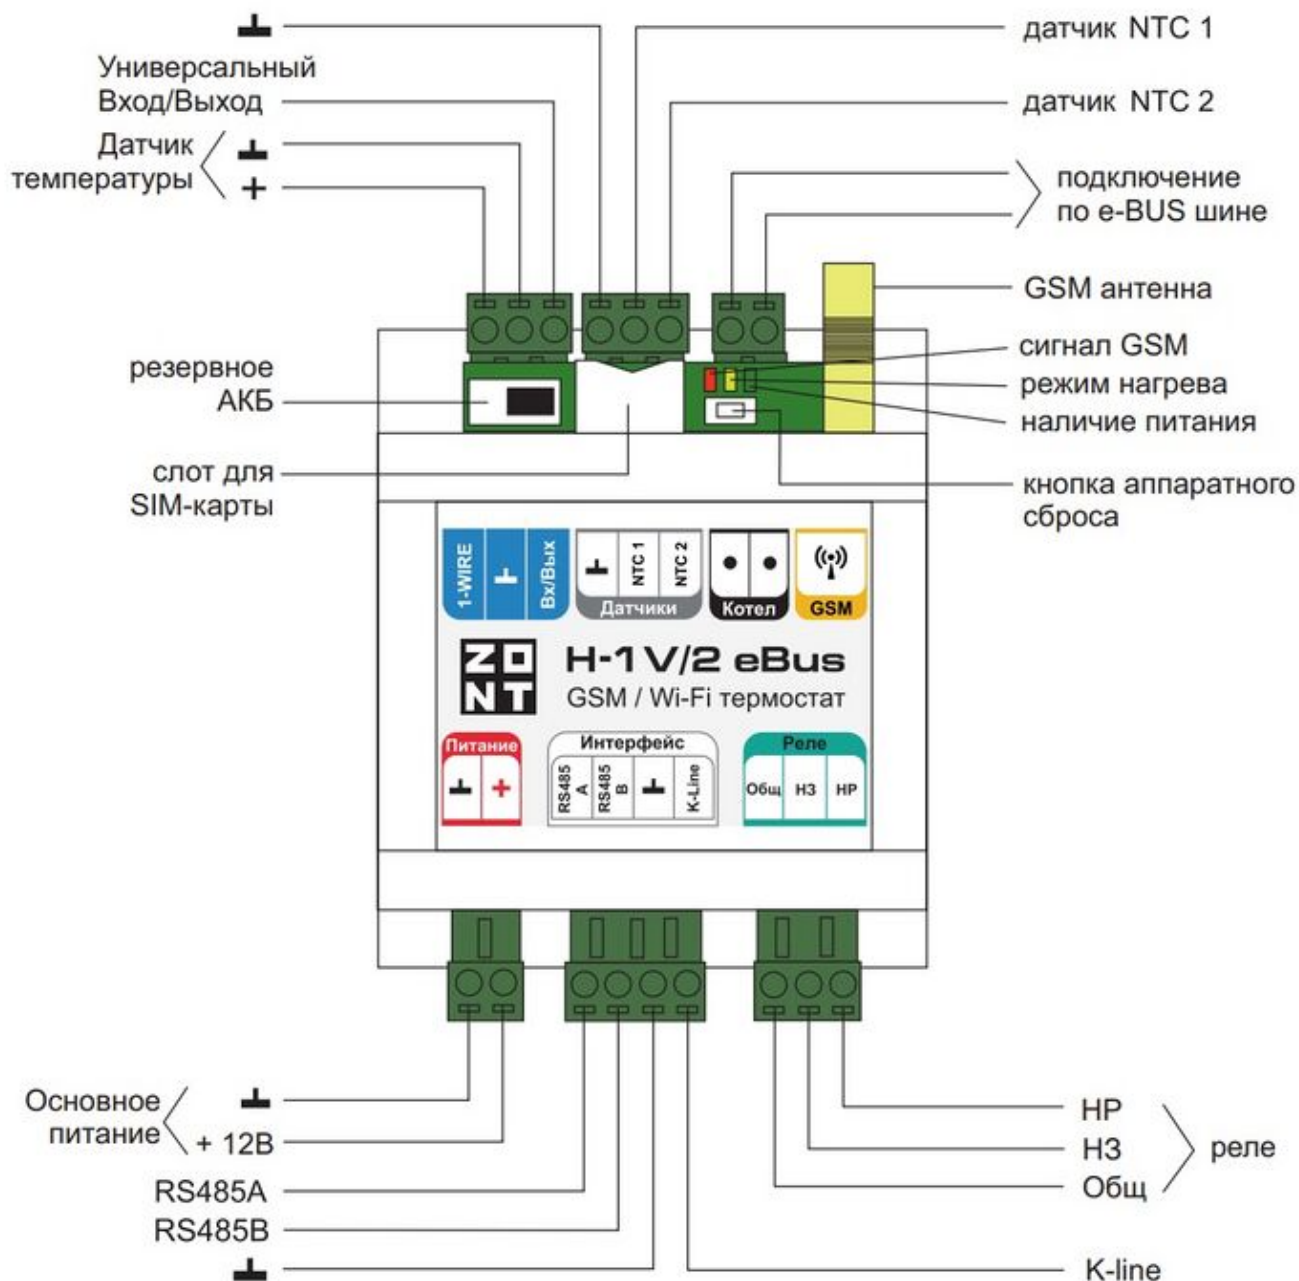 датчик NTC 1
Универсальный
Вход/Выход
датчик NTC 2
Датчик
температуры
+
подключение
по e-BUS шине
GSM антенна
сигнал GSM
режим нагрева
наличие питания
резервное
АКБ
слот для
SIM-карты
кнопка аппаратного
сброса
1-WIRE
Вх/Вых
NTC 1
NTC 2
Датчики
Котел
GSM
ZONT
H-1 V/2 eBus
GSM / Wi-Fi термостат
Питание
+
Интерфейс
RS485 A
RS485 B
K-Line
Реле
Общ
НЗ
НР
Основное
питание
+ 12В
RS485A
RS485B
НР
НЗ
Общ
реле
K-line